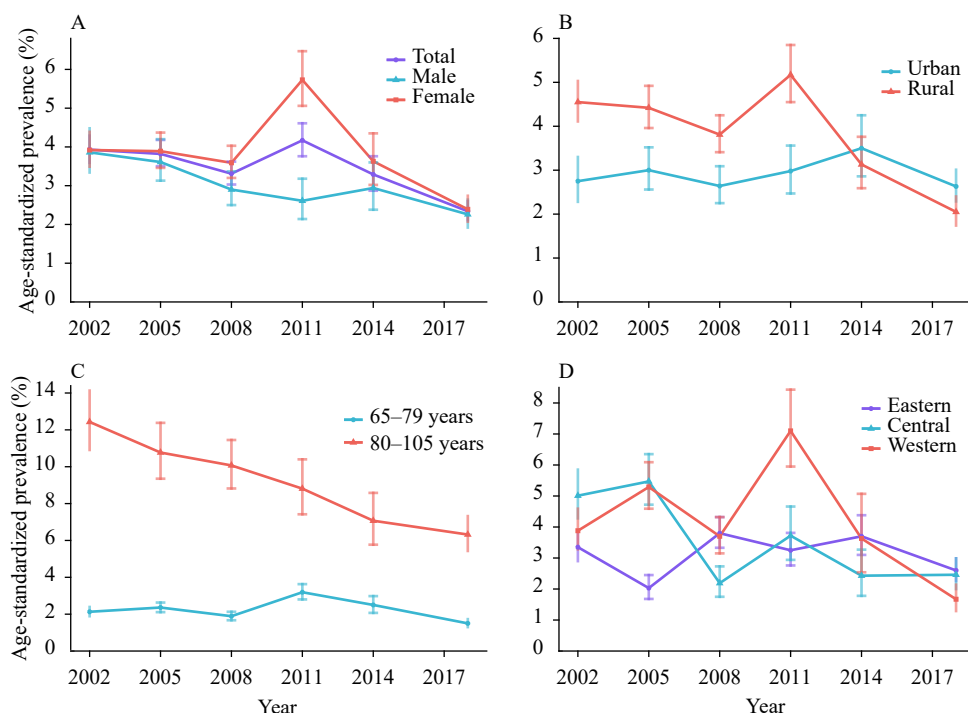 A
Age-standardized prevalence (%)
6
5
4
3
2
1
0
Total
Male
Female
2002 2005 2008 2011 2014 2017
B
6
5
4
3
2
1
0
Urban
Rural
2002 2005 2008 2011 2014 2017
C
Age-standardized prevalence (%)
14
12
10
8
6
4
2
0
65–79 years
80–105 years
2002 2005 2008 2011 2014 2017
Year
D
8
7
6
5
4
3
2
1
0
Eastern
Central
Western
2002 2005 2008 2011 2014 2017
Year